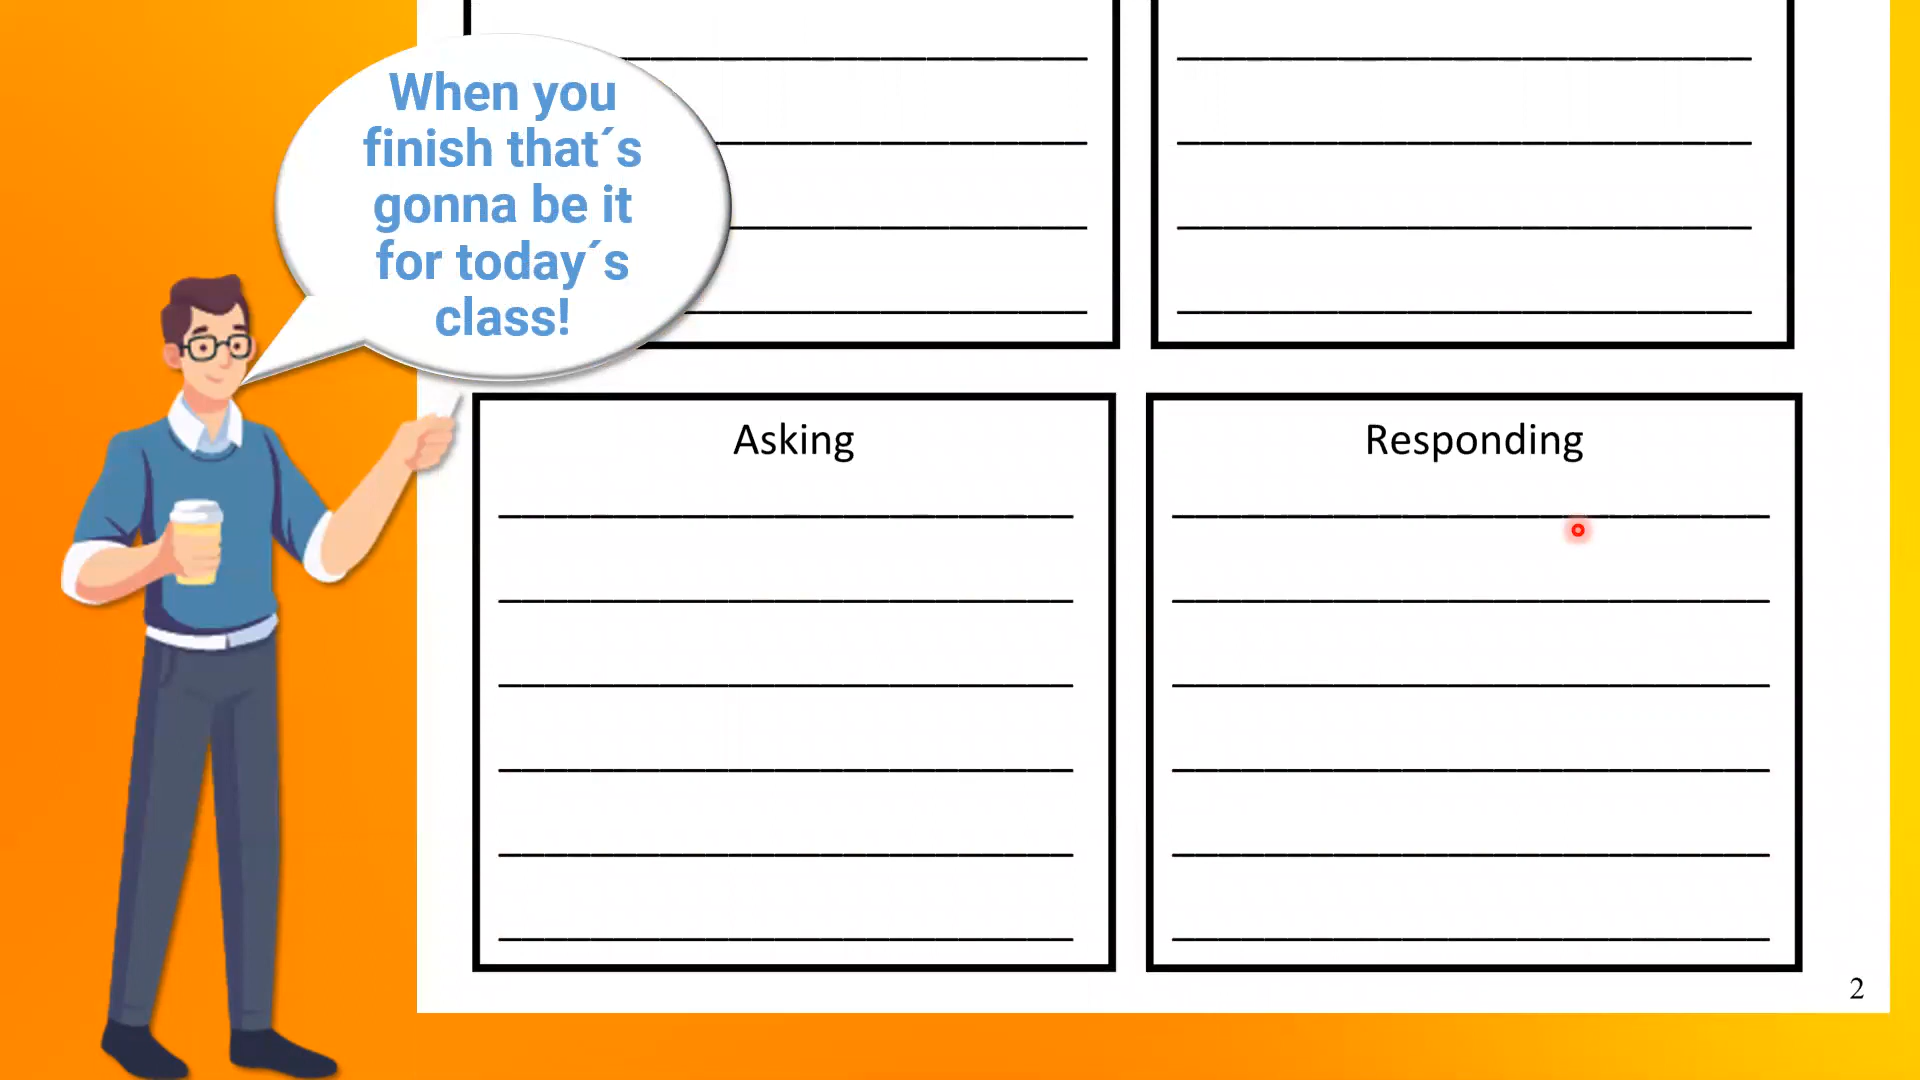 When you
finish that´s
gonna be it
for today´s
class!
Asking
Responding
2